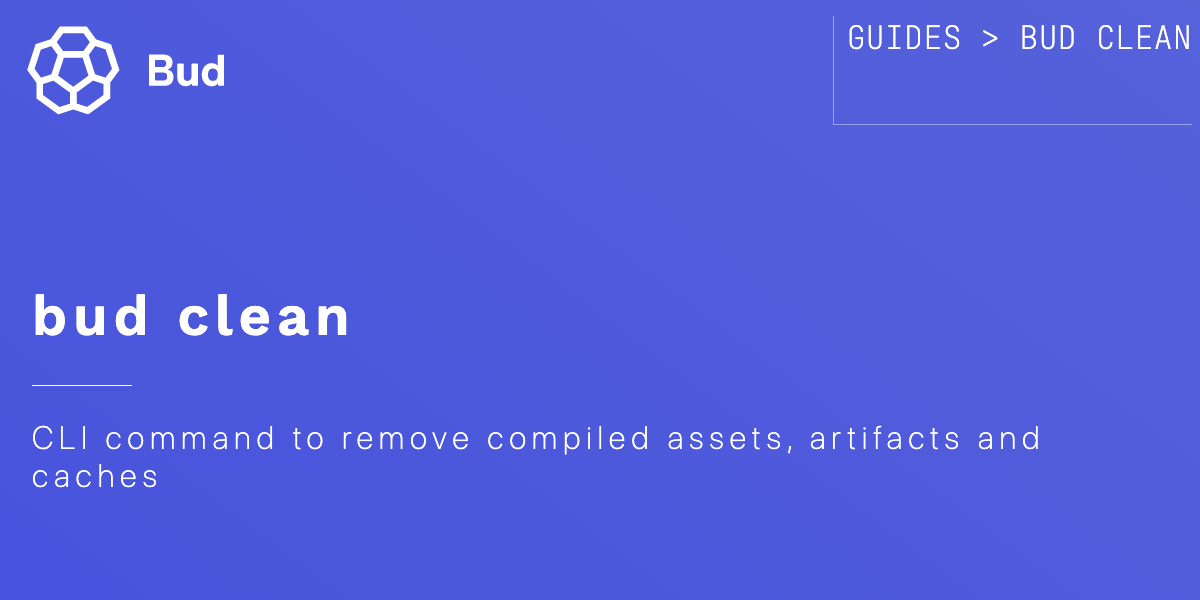 Bud
GUIDES > BUD CLEAN
bud clean
CLI command to remove compiled assets, artifacts and
caches